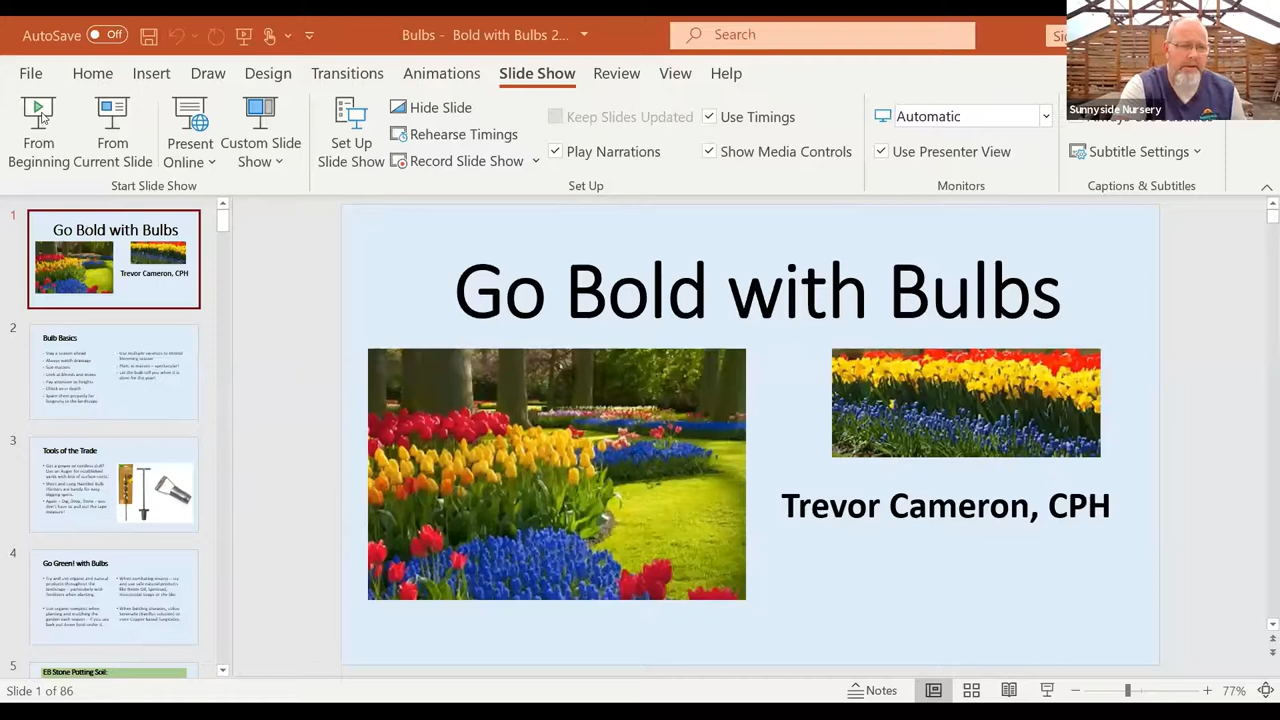 AutoSave Off
Bulbs - Bold with Bulbs 2...
Search
File Home Insert Draw Design Transitions Animations Slide Show Review View Help
From Beginning
From Current Slide
Start Slide Show
Present Online
Custom Slide Show
Set Up Slide Show
Hide Slide
Rehearse Timings
Record Slide Show
Keep Slides Updated
Use Timings
Play Narrations
Show Media Controls
Set Up
Automatic
Use Presenter View
Monitors
Subtitle Settings
Captions & Subtitles
Sunnyside Nursery
1
Go Bold with Bulbs
Trevor Cameron, CPH
2
Bulb Basics
3
Tools of the Trade
4
Go Green! with Bulbs
5
EB Stone Potting Soil:
Go Bold with Bulbs
Trevor Cameron, CPH
Slide 1 of 86
Notes
77%